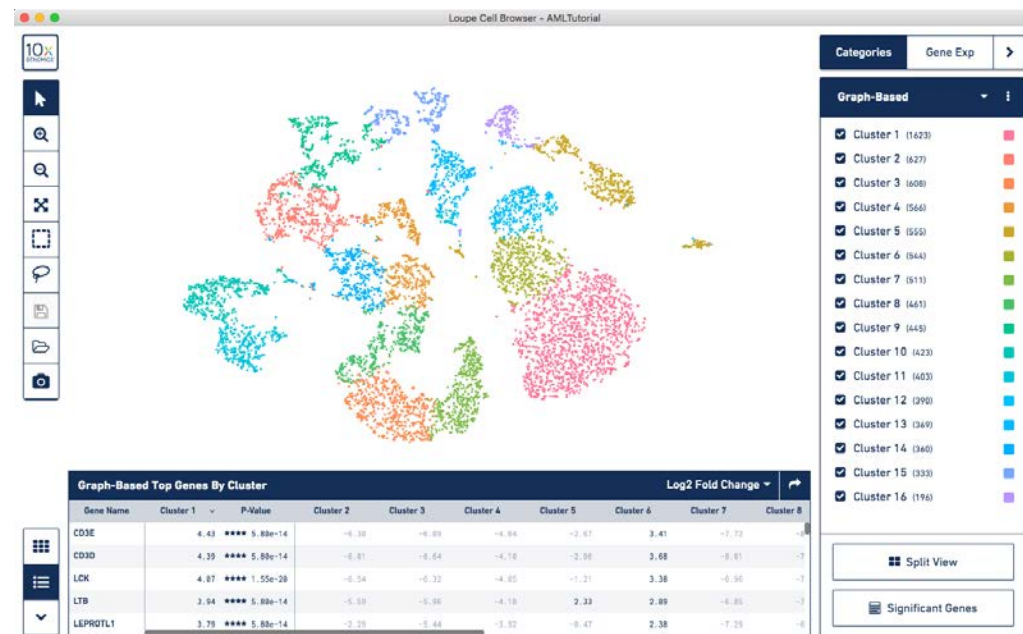 Loupe Cell Browser - AMLTutorial
10x
GENOMICS
Categories
Gene Exp
Graph-Based
Cluster 1 (1623)
Cluster 2 (627)
Cluster 3 (608)
Cluster 4 (566)
Cluster 5 (555)
Cluster 6 (544)
Cluster 7 (511)
Cluster 8 (461)
Cluster 9 (445)
Cluster 10 (423)
Cluster 11 (403)
Cluster 12 (390)
Cluster 13 (369)
Cluster 14 (360)
Cluster 15 (333)
Cluster 16 (196)
Split View
Significant Genes
Graph-Based Top Genes By Cluster Log2 Fold Change
Gene Name Cluster 1 P-Value Cluster 2 Cluster 3 Cluster 4 Cluster 5 Cluster 6 Cluster 7 Cluster 8
CD3E 4.43 **** 5.80e-14 3.41
CD3D 4.39 **** 5.80e-14 3.68
LCK 4.07 **** 1.55e-20 3.38
LTB 3.94 **** 5.80e-14 2.33 2.89
LEPROTL1 3.79 **** 5.80e-14 2.38